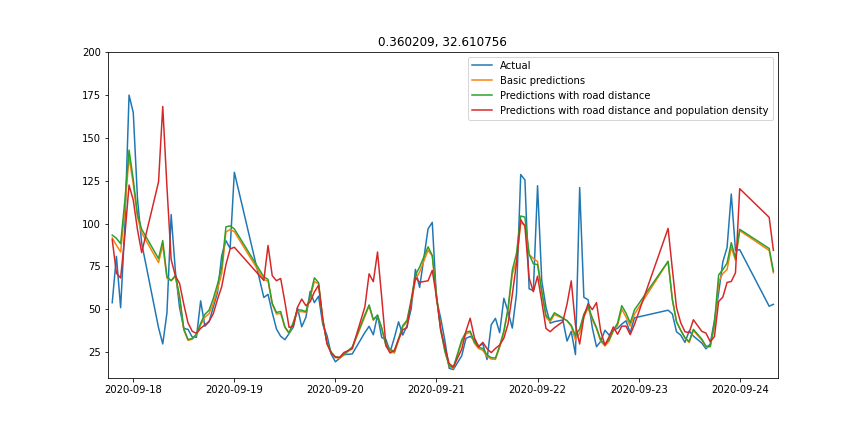 0.360209, 32.610756
200
175
150
125
100
75
50
25
Actual
Basic predictions
Predictions with road distance
Predictions with road distance and population density
2020-09-18 2020-09-19 2020-09-20 2020-09-21 2020-09-22 2020-09-23 2020-09-24